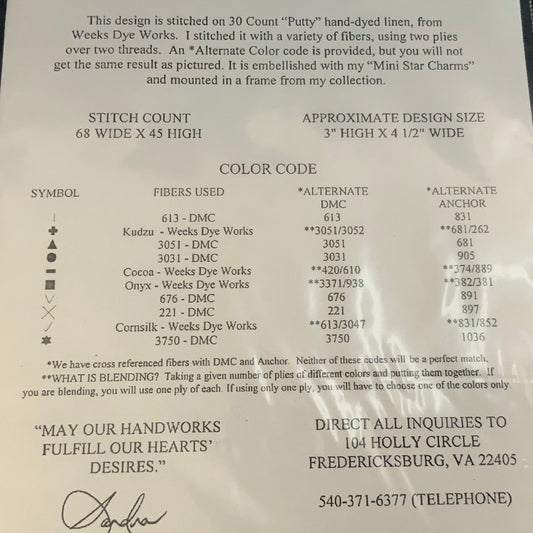 This design is stitched on 30 Count "Putty" hand-dyed linen, from
Weeks Dye Works. I stitched it with a variety of fibers, using two plies
over two threads. An *Alternate Color code is provided, but you will not
get the same result as pictured. It is embellished with my "Mini Star Charms"
and mounted in a frame from my collection.
STITCH COUNT
68 WIDE X 45 HIGH
APPROXIMATE DESIGN SIZE
3" HIGH X 4 1/2" WIDE
COLOR CODE
SYMBOL FIBERS USED *ALTERNATE DMC *ALTERNATE ANCHOR
613 - DMC 613 831
Kudzu - Weeks Dye Works **3051/3052 **681/262
3051 - DMC 3051 681
3031 - DMC 3031 905
Cocoa - Weeks Dye Works **420/610 **374/889
Onyx - Weeks Dye Works **3371/938 **382/381
676 - DMC 676 891
221 - DMC 221 897
Cornsilk - Weeks Dye Works **613/3047 **831/852
3750 - DMC 3750 1036
*We have cross referenced fibers with DMC and Anchor. Neither of these codes will be a perfect match.
**WHAT IS BLENDING? Taking a given number of plies of different colors and putting them together. If
you are blending, you will use one ply of each. If using only one ply, you will have to choose one of the colors only.
"MAY OUR HANDWORKS
FULFILL OUR HEARTS'
DESIRES."
Sandra
DIRECT ALL INQUIRIES TO
104 HOLLY CIRCLE
FREDERICKSBURG, VA 22405
540-371-6377 (TELEPHONE)